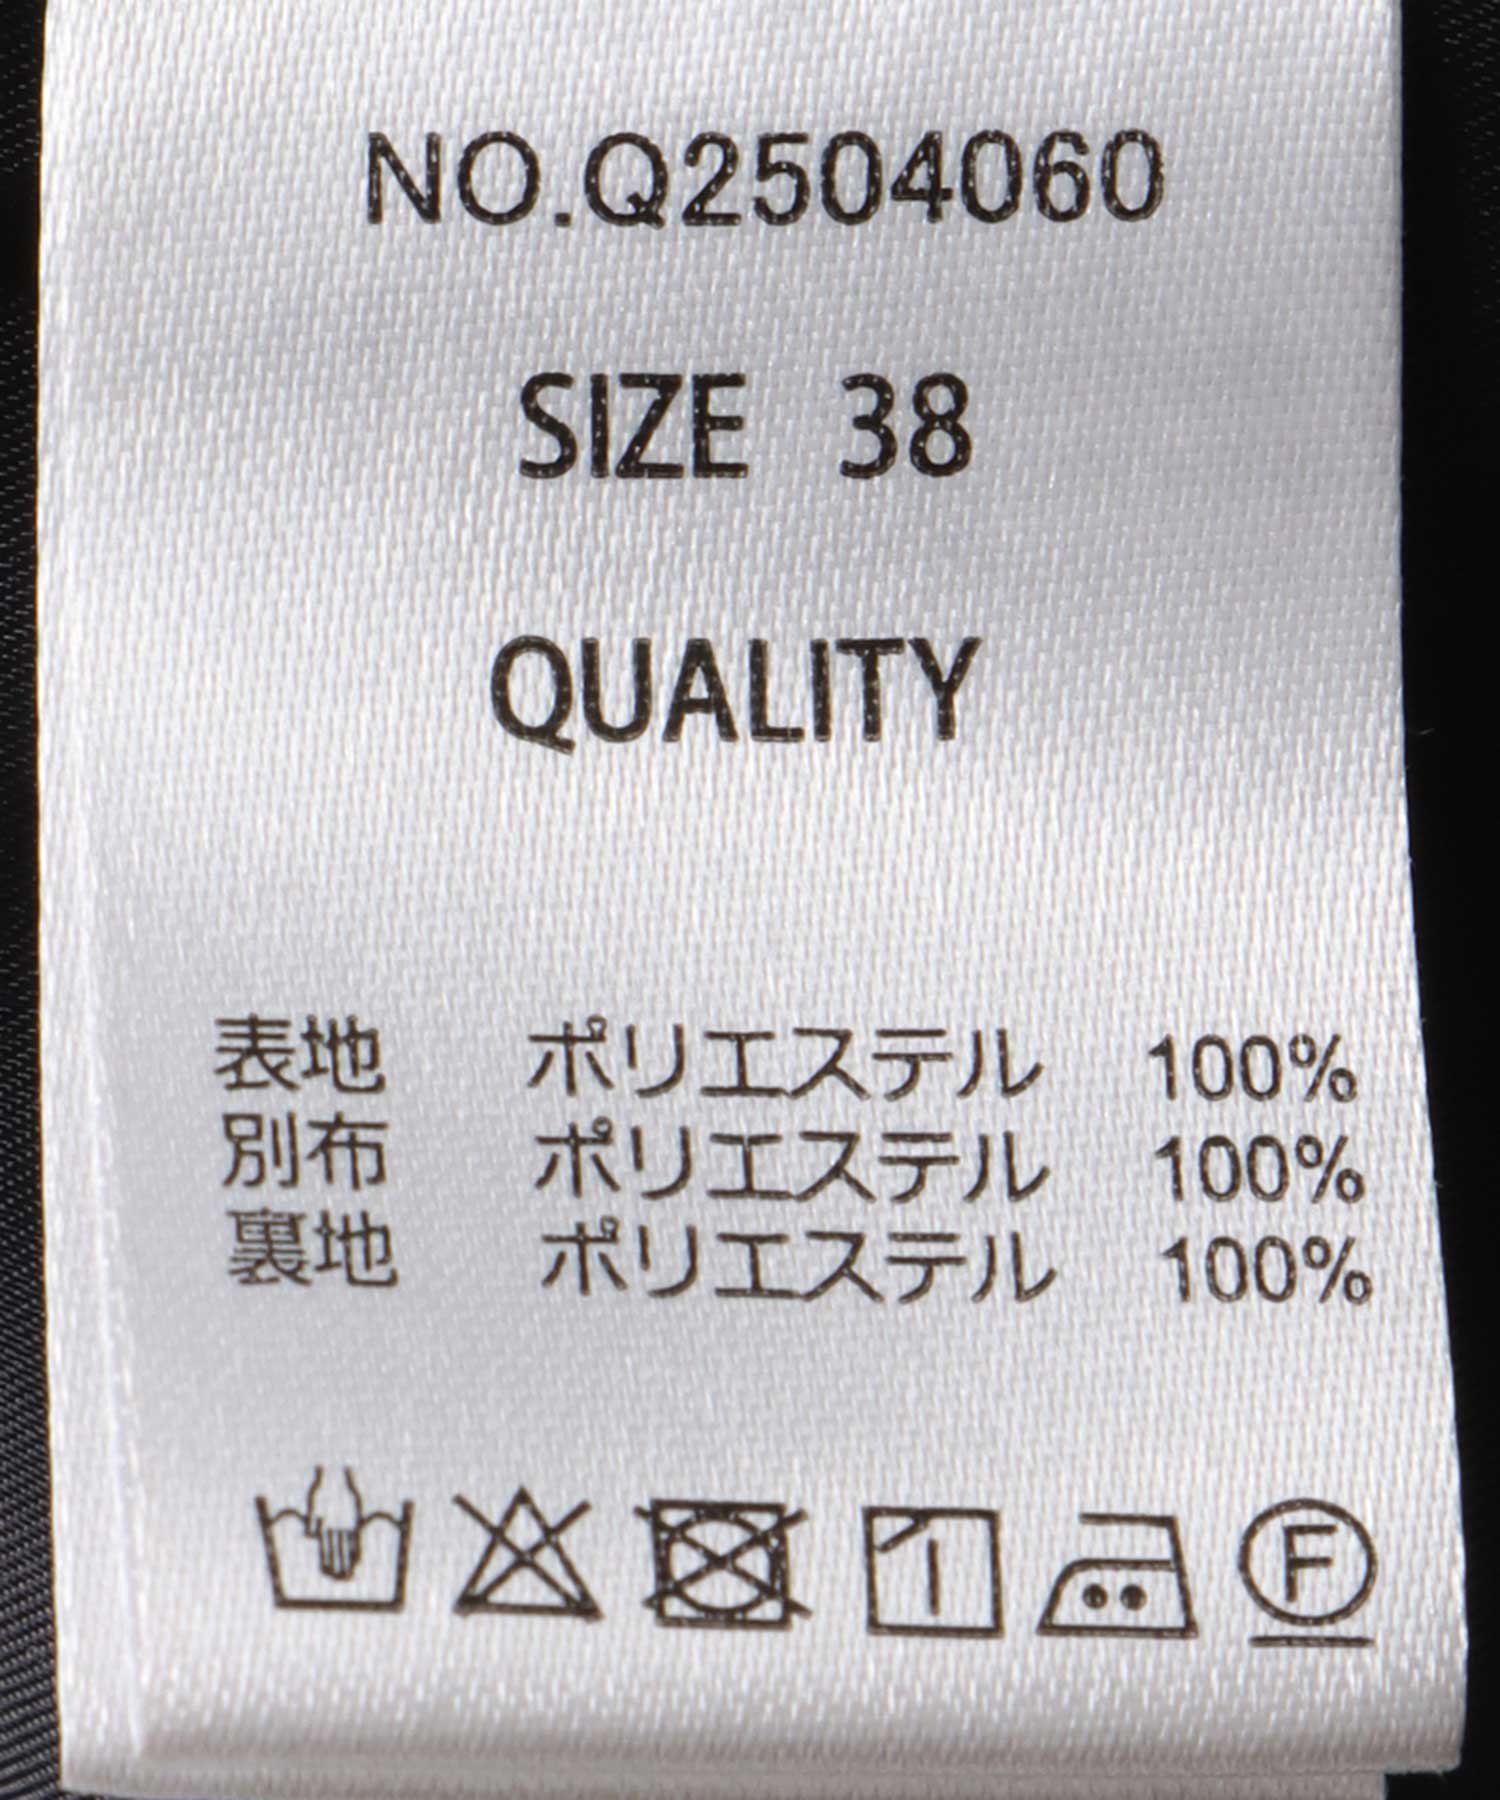 NO.Q2504060
SIZE 38
QUALITY
表地 ポリエステル 100%
別布 ポリエステル 100%
裏地 ポリエステル 100%
F